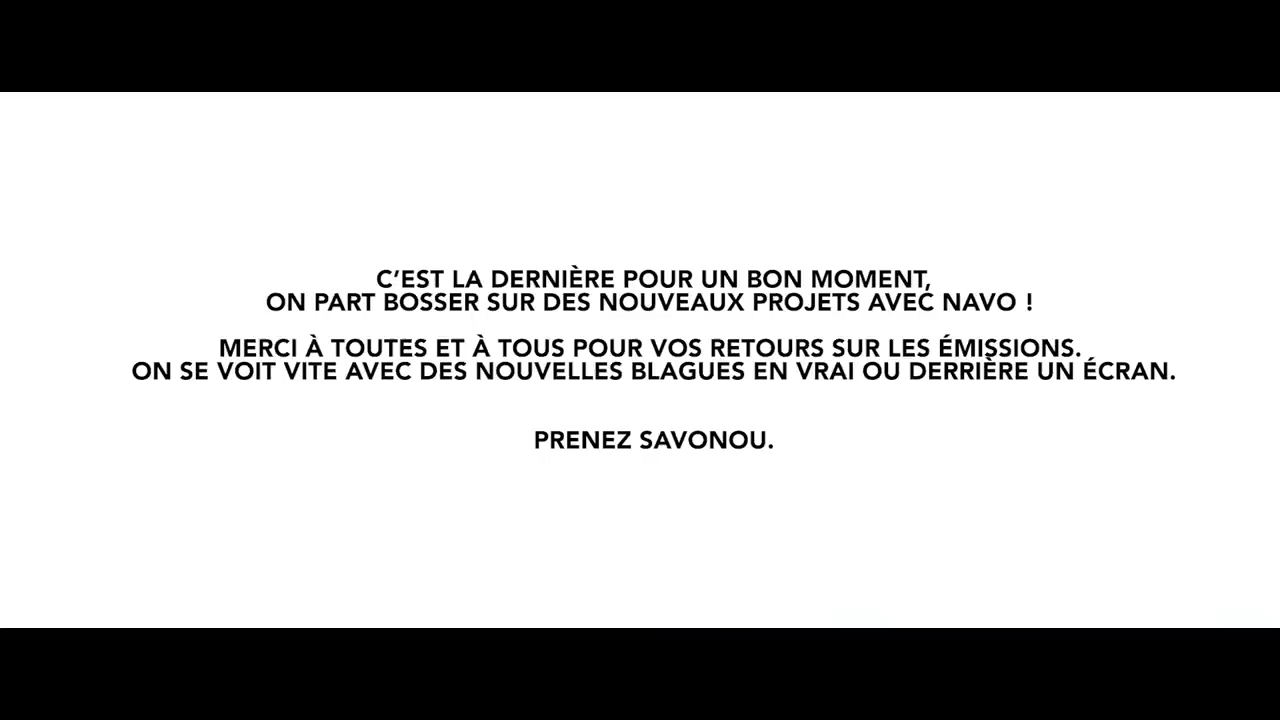 C'EST LA DERNIÈRE POUR UN BON MOMENT,
ON PART BOSSER SUR DES NOUVEAUX PROJETS AVEC NAVO !
MERCI À TOUTES ET À TOUS POUR VOS RETOURS SUR LES ÉMISSIONS.
ON SE VOIT VITE AVEC DES NOUVELLES BLAGUES EN VRAI OU DERRIÈRE UN ÉCRAN.
PRENEZ SAVONOU.